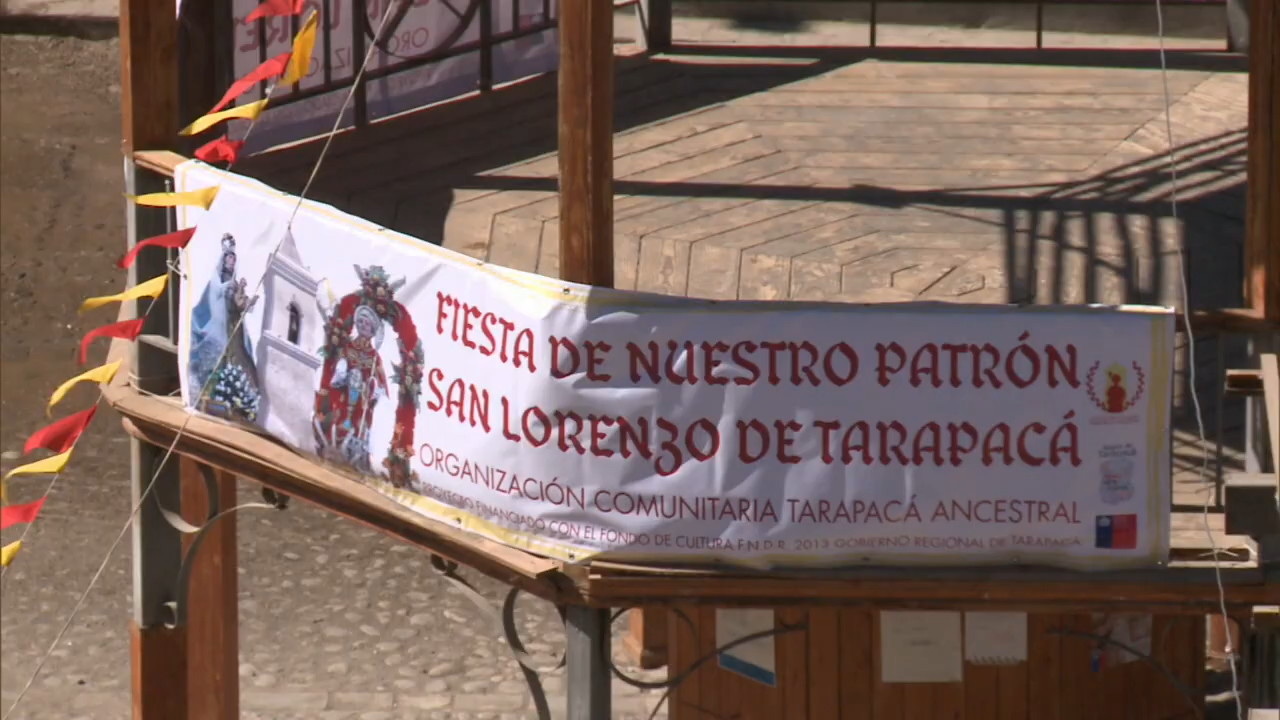 FIESTA DE NUESTRO PATRÓN
SAN LORENZO DE TARAPACÁ
ORGANIZACIÓN COMUNITARIA TARAPACÁ ANCESTRAL
PROYECTO FINANCIADO CON EL FONDO DE CULTURA F.N.D.R. 2013 GOBIERNO REGIONAL DE TARAPACÁ